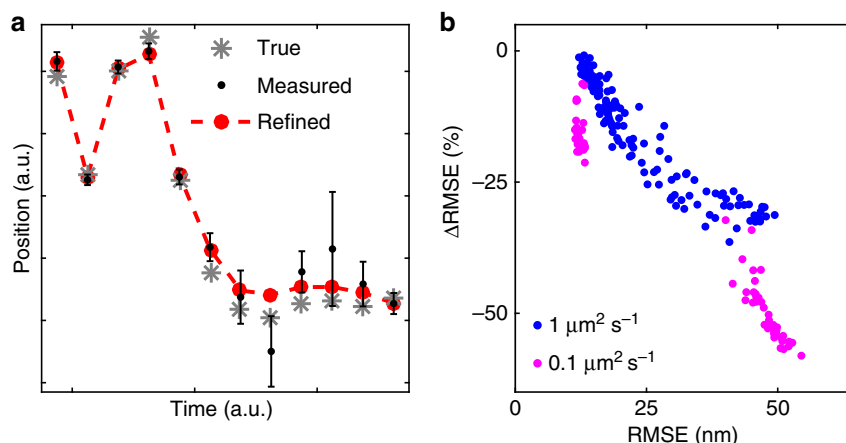 a
True
Measured
Refined
Position (a.u.)
Time (a.u.)
b
0
−25
−50
ΔRMSE (%)
1 μm² s⁻¹
0.1 μm² s⁻¹
0
25
50
RMSE (nm)